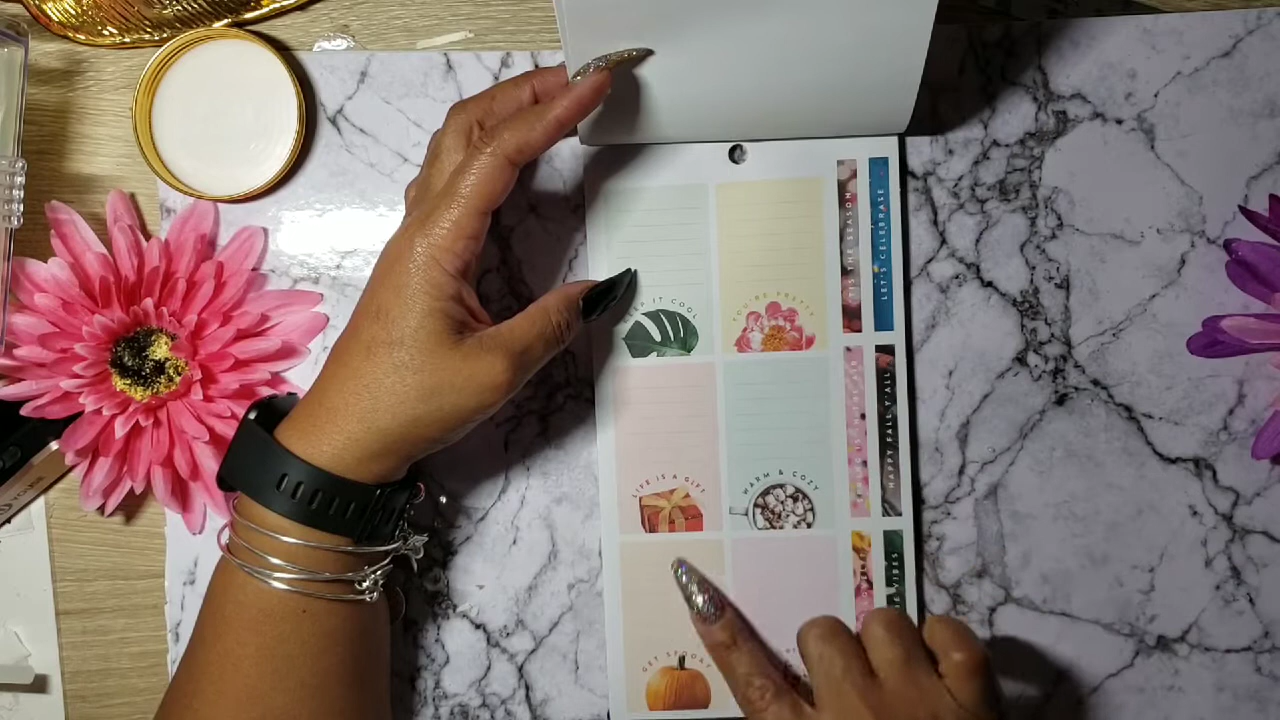 KEEP IT COOL
YOU'RE PRETTY
'TIS THE SEASON
LET'S CELEBRATE
LIFE IS A GIFT
WARM & COZY
HAPPY FALL Y'ALL
GET SPOOKY
VIBES